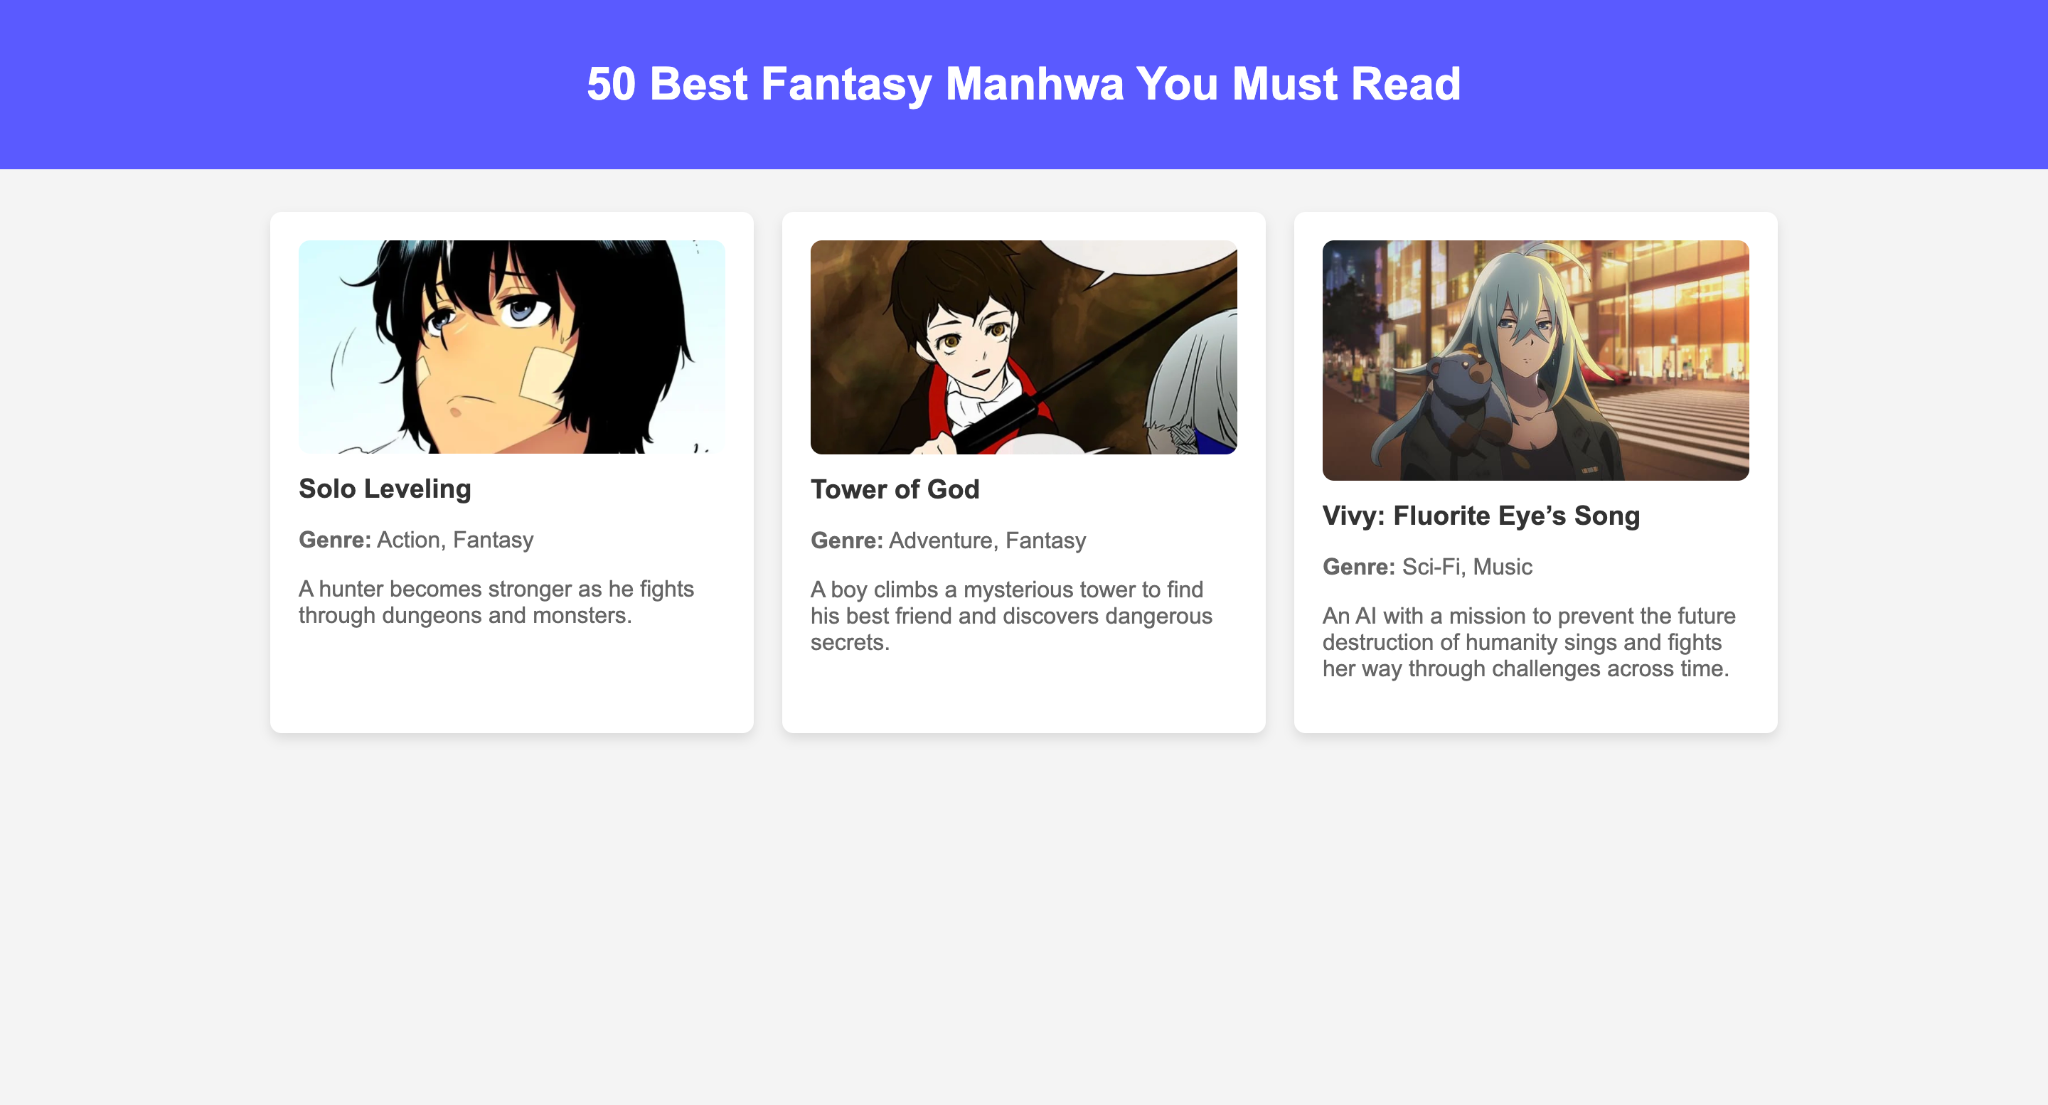 50 Best Fantasy Manhwa You Must Read
Solo Leveling
Genre: Action, Fantasy
A hunter becomes stronger as he fights
through dungeons and monsters.
Tower of God
Genre: Adventure, Fantasy
A boy climbs a mysterious tower to find
his best friend and discovers dangerous
secrets.
Vivy: Fluorite Eye’s Song
Genre: Sci-Fi, Music
An AI with a mission to prevent the future
destruction of humanity sings and fights
her way through challenges across time.